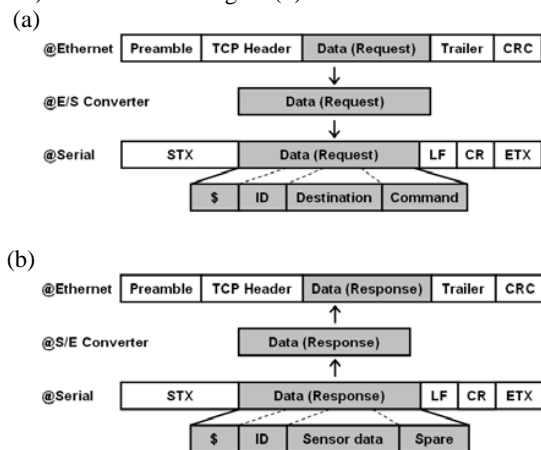 (a)
@Ethernet Preamble TCP Header Data (Request) Trailer CRC
@E/S Converter Data (Request)
@Serial STX Data (Request) LF CR ETX
$ ID Destination Command
(b)
@Ethernet Preamble TCP Header Data (Response) Trailer CRC
@S/E Converter Data (Response)
@Serial STX Data (Response) LF CR ETX
$ ID Sensor data Spare